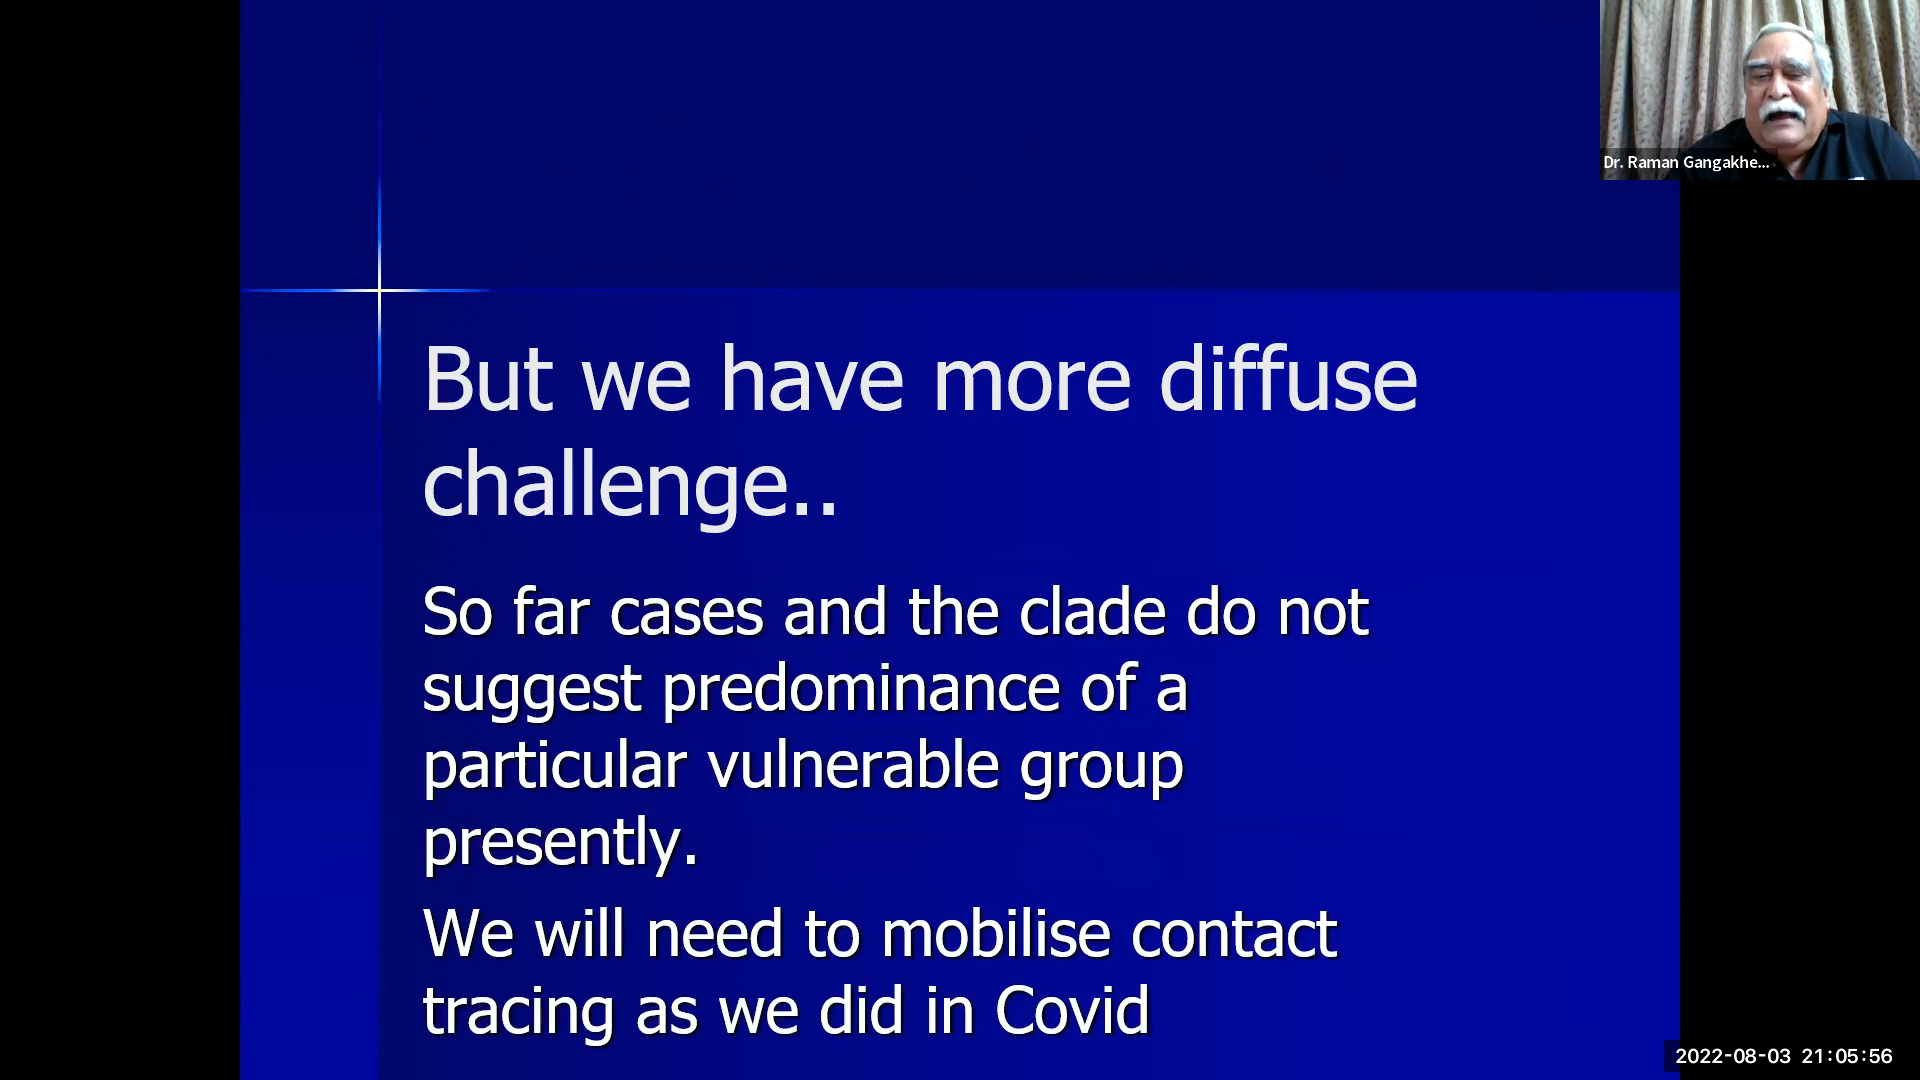 Dr. Raman Gangakhe...
But we have more diffuse
challenge..
So far cases and the clade do not
suggest predominance of a
particular vulnerable group
presently.
We will need to mobilise contact
tracing as we did in Covid
2022-08-03 21:05:56